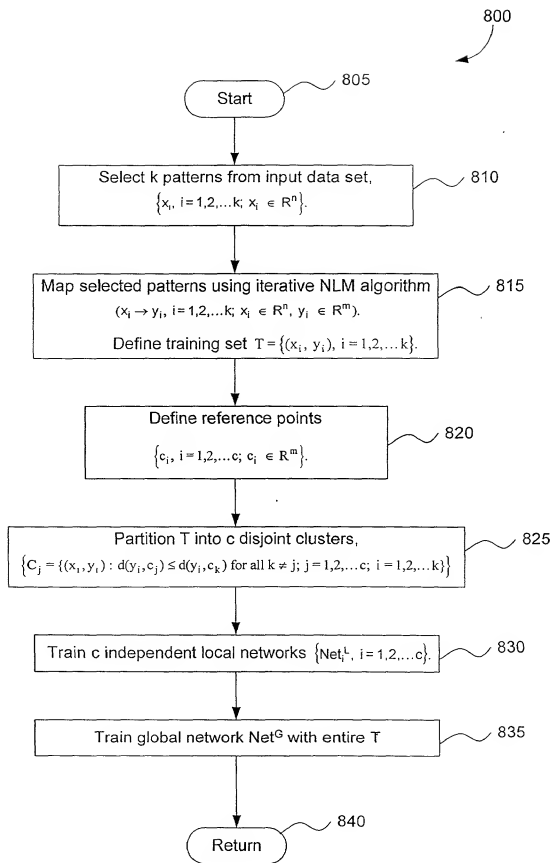 800
Start
805
Select k patterns from input data set,
{xᵢ, i = 1,2,...k; xᵢ ∈ Rⁿ}.
810
Map selected patterns using iterative NLM algorithm
(xᵢ → yᵢ, i = 1,2,...k; xᵢ ∈ Rⁿ, yᵢ ∈ Rᵐ).
Define training set T = {(xᵢ, yᵢ), i = 1,2,...k}.
815
Define reference points
{cᵢ, i = 1,2,...c; cᵢ ∈ Rᵐ}.
820
Partition T into c disjoint clusters,
{Cⱼ = {(xᵢ, yᵢ) : d(yᵢ,cⱼ) ≤ d(yᵢ,cₖ) for all k ≠ j; j = 1,2,...c; i = 1,2,...k}}
825
Train c independent local networks {Netᵢᴸ, i = 1,2,...c}.
830
Train global network Netᴳ with entire T
835
Return
840